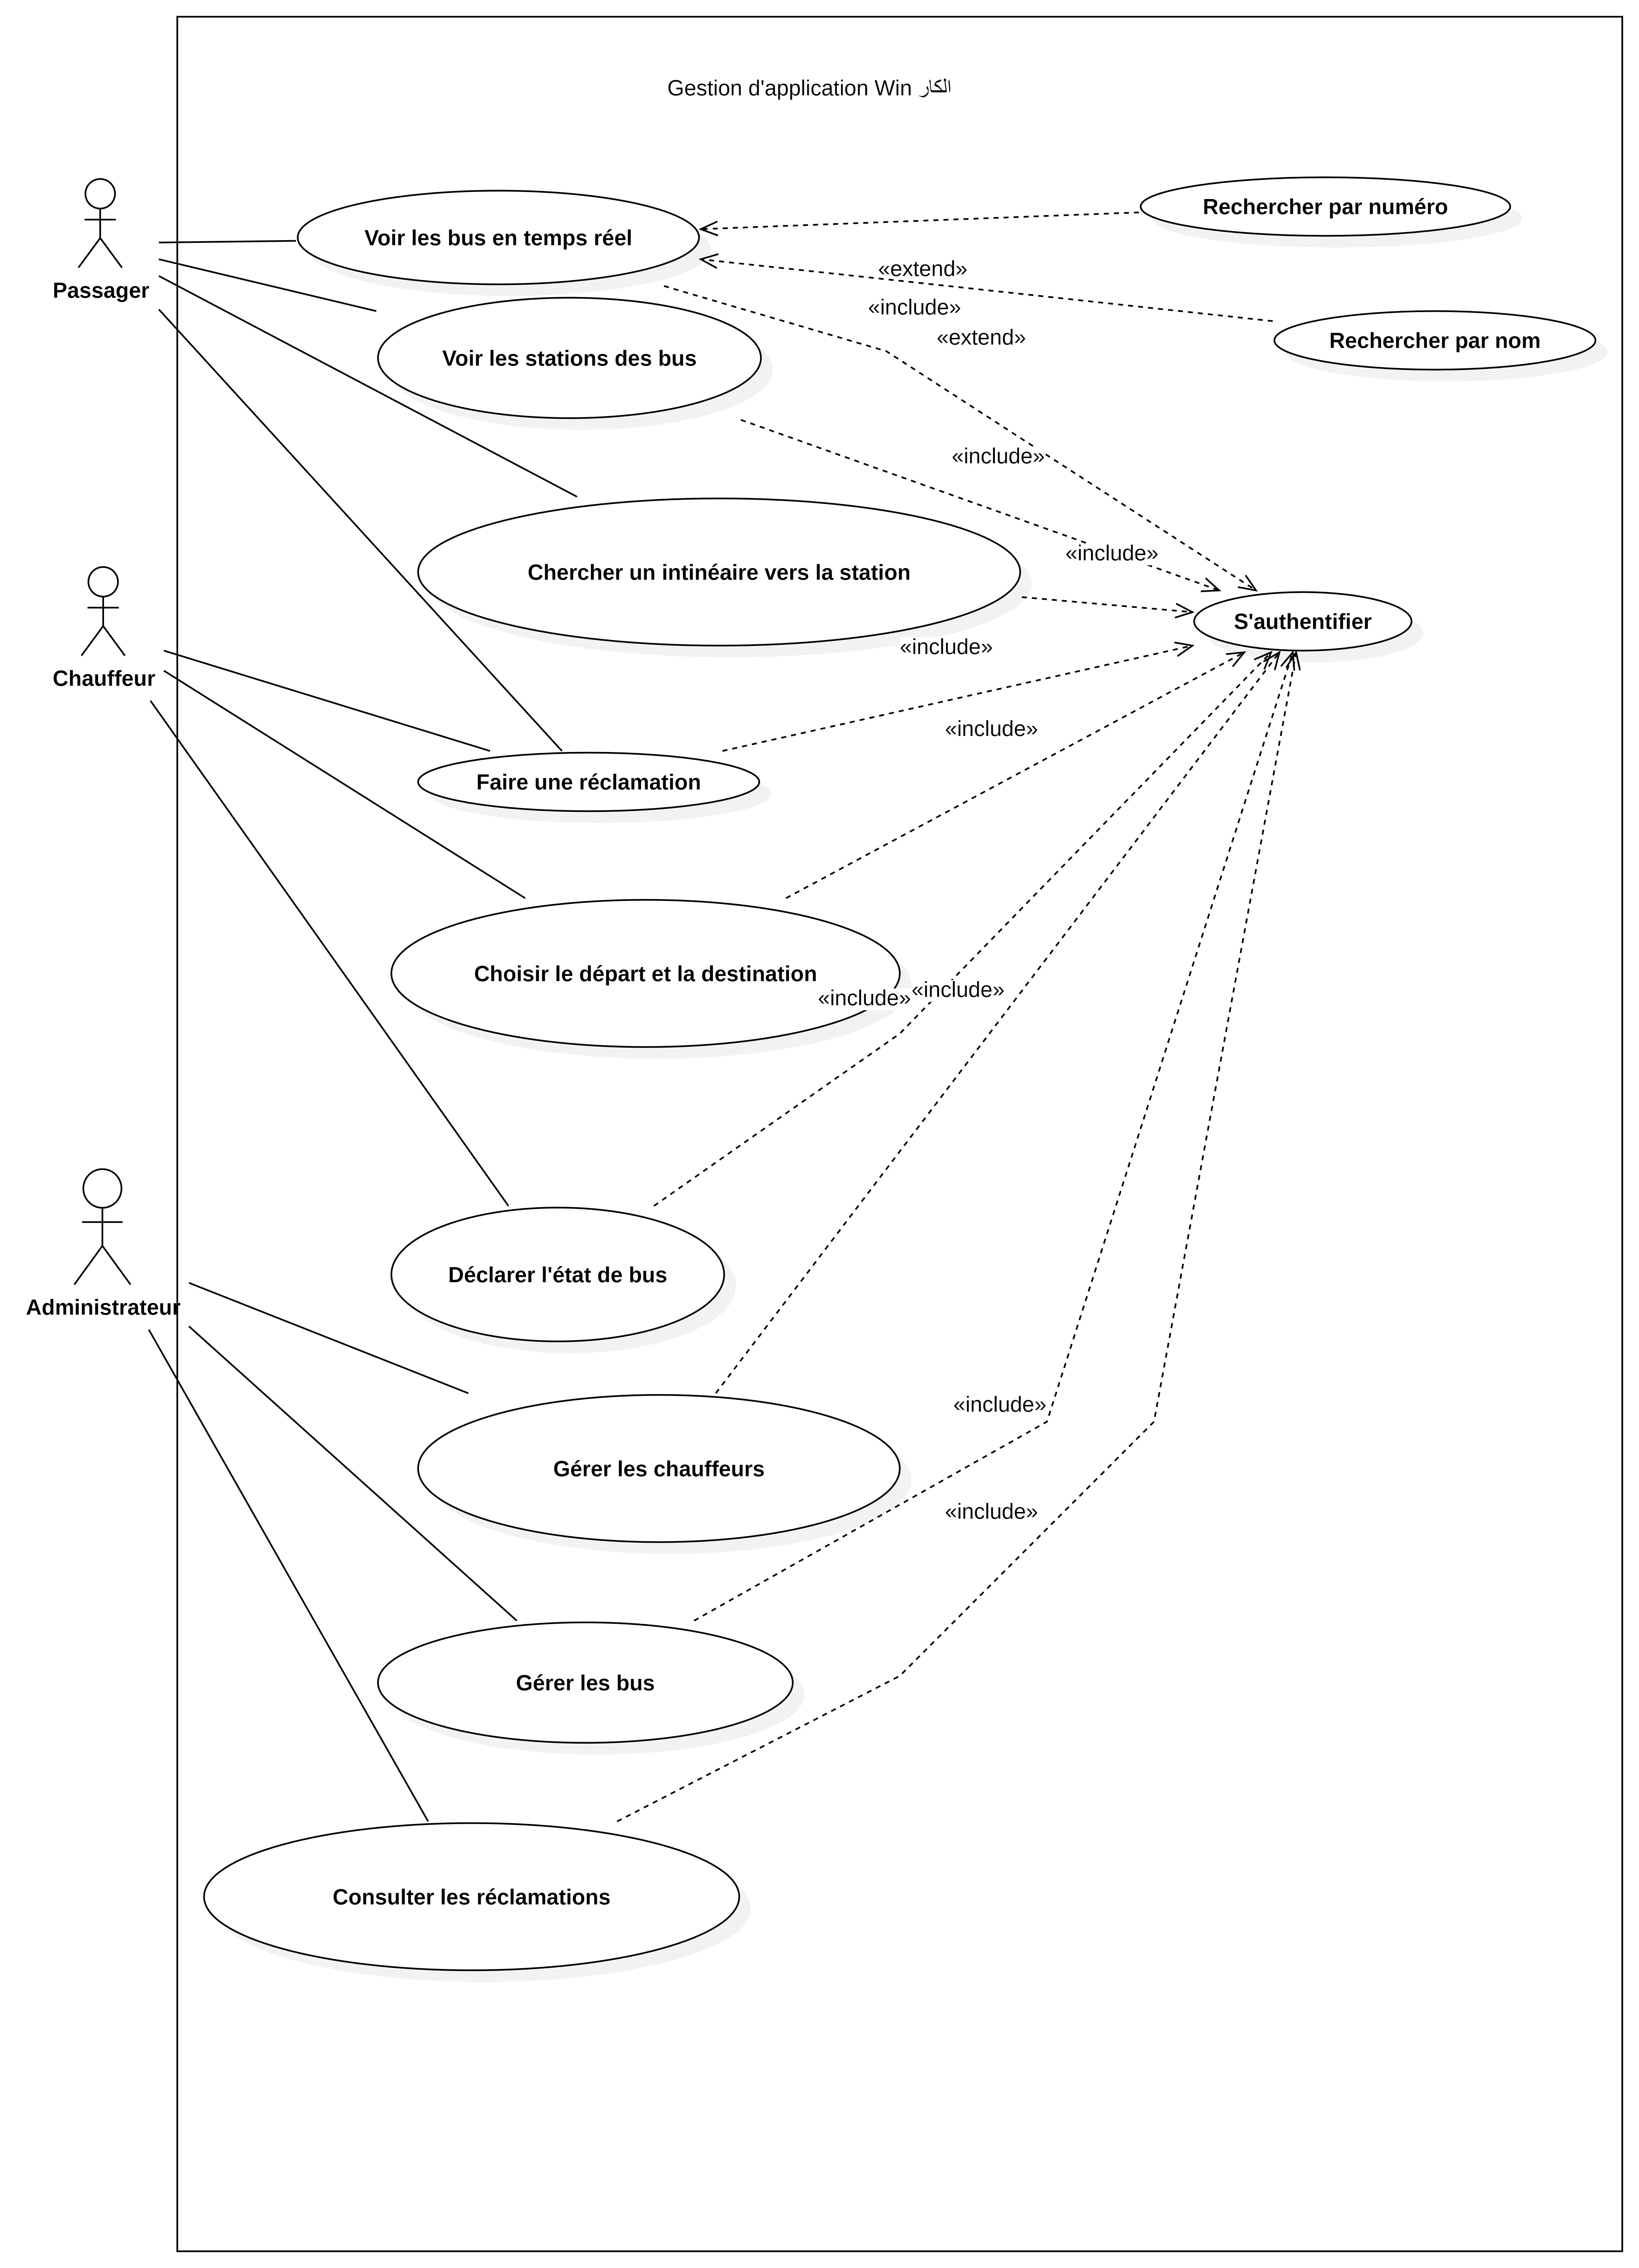 Gestion d'application Win الكار
Rechercher par numéro
Voir les bus en temps réel
Passager
«extend»
«include»
«extend»
Rechercher par nom
Voir les stations des bus
«include»
«include»
Chercher un intinéaire vers la station
S'authentifier
«include»
Chauffeur
«include»
Faire une réclamation
Choisir le départ et la destination
«include»
«include»
Déclarer l'état de bus
Administrateur
«include»
Gérer les chauffeurs
«include»
Gérer les bus
Consulter les réclamations